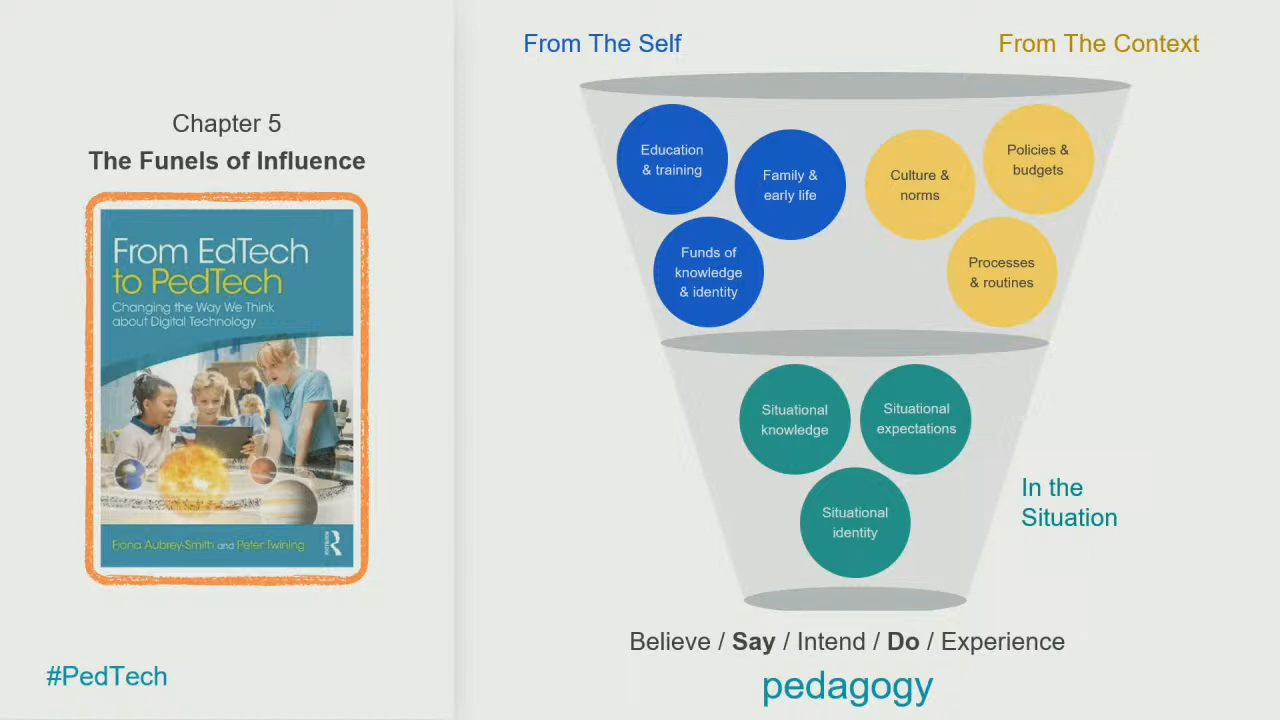 Chapter 5
The Funels of Influence
From EdTech
to PedTech
Changing the Way We Think
about Digital Technology
Fiona Aubrey-Smith and Peter Twining
ROUTLEDGE
#PedTech
From The Self
From The Context
Education
& training
Family &
early life
Funds of
knowledge
& identity
Culture &
norms
Policies &
budgets
Processes
& routines
Situational
knowledge
Situational
expectations
Situational
identity
In the
Situation
Believe / Say / Intend / Do / Experience
pedagogy